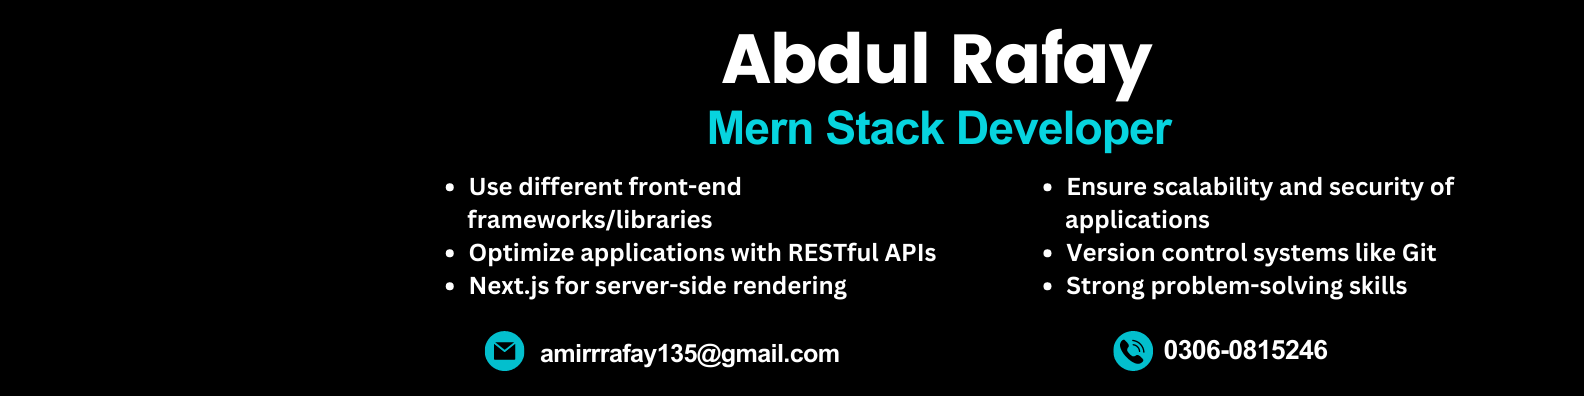 Abdul Rafay
Mern Stack Developer
• Use different front-end
frameworks/libraries
• Optimize applications with RESTful APIs
• Next.js for server-side rendering
• Ensure scalability and security of
applications
• Version control systems like Git
• Strong problem-solving skills
amirrrafay135@gmail.com
0306-0815246